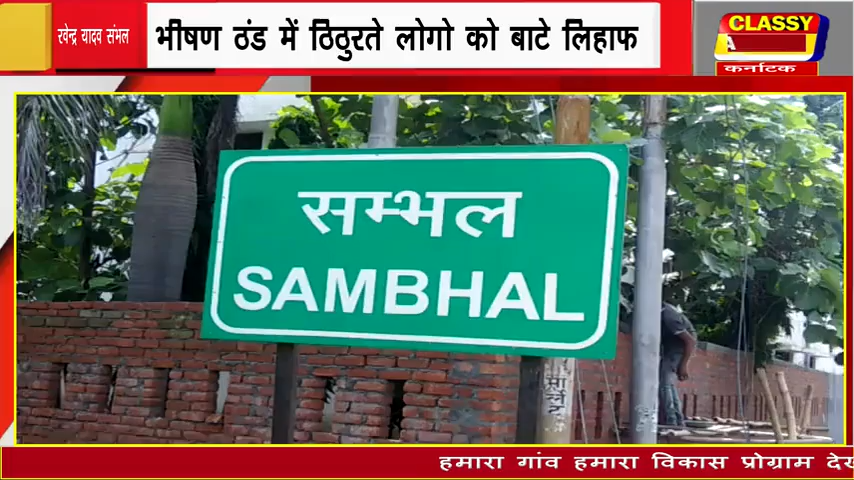 रवेन्द्र यादव संभल
भीषण ठंड में ठिठुरते लोगो को बाटे लिहाफ
CLASSY
कर्नाटक
सम्भल
SAMBHAL
हमारा गांव हमारा विकास प्रोग्राम